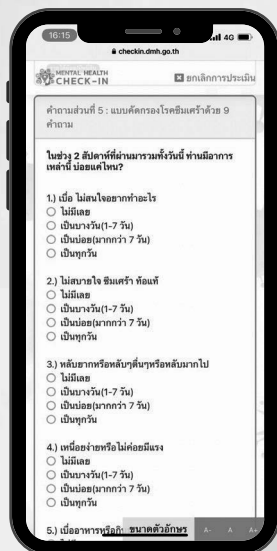 16:15
4G
checkin.dmh.go.th
MENTAL HEALTH
CHECK-IN
ยกเลิกการประเมิน
คำถามส่วนที่ 5 : แบบคัดกรองโรคซึมเศร้าด้วย 9
คำถาม
ในช่วง 2 สัปดาห์ที่ผ่านมารวมทั้งวันนี้ ท่านมีอาการ
เหล่านี้ บ่อยแค่ไหน?
1.) เบื่อ ไม่สนใจอยากทำอะไร
ไม่มีเลย
เป็นบางวัน(1-7 วัน)
เป็นบ่อย(มากกว่า 7 วัน)
เป็นทุกวัน
2.) ไม่สบายใจ ซึมเศร้า ท้อแท้
ไม่มีเลย
เป็นบางวัน(1-7 วัน)
เป็นบ่อย(มากกว่า 7 วัน)
เป็นทุกวัน
3.) หลับยากหรือหลับๆตื่นๆหรือหลับมากไป
ไม่มีเลย
เป็นบางวัน(1-7 วัน)
เป็นบ่อย(มากกว่า 7 วัน)
เป็นทุกวัน
4.) เหนื่อยง่ายหรือไม่ค่อยมีแรง
ไม่มีเลย
เป็นบางวัน(1-7 วัน)
เป็นบ่อย(มากกว่า 7 วัน)
เป็นทุกวัน
5.) เบื่ออาหารหรือกิน
ขนาดตัวอักษร A- A A+